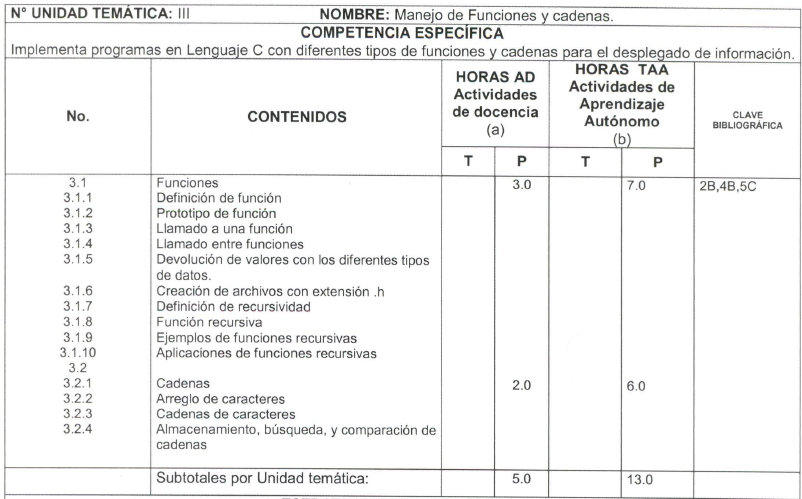 N° UNIDAD TEMÁTICA: III NOMBRE: Manejo de Funciones y cadenas.
COMPETENCIA ESPECÍFICA
Implementa programas en Lenguaje C con diferentes tipos de funciones y cadenas para el desplegado de información.
No. CONTENIDOS HORAS AD Actividades de docencia (a) HORAS TAA Actividades de Aprendizaje Autónomo (b) CLAVE BIBLIOGRÁFICA
T P T P
3.1 Funciones 3.0 7.0 2B,4B,5C
3.1.1 Definición de función
3.1.2 Prototipo de función
3.1.3 Llamado a una función
3.1.4 Llamado entre funciones
3.1.5 Devolución de valores con los diferentes tipos
de datos.
3.1.6 Creación de archivos con extensión .h
3.1.7 Definición de recursividad
3.1.8 Función recursiva
3.1.9 Ejemplos de funciones recursivas
3.1.10 Aplicaciones de funciones recursivas
3.2
3.2.1 Cadenas 2.0 6.0
3.2.2 Arreglo de caracteres
3.2.3 Cadenas de caracteres
3.2.4 Almacenamiento, búsqueda, y comparación de
cadenas
Subtotales por Unidad temática: 5.0 13.0